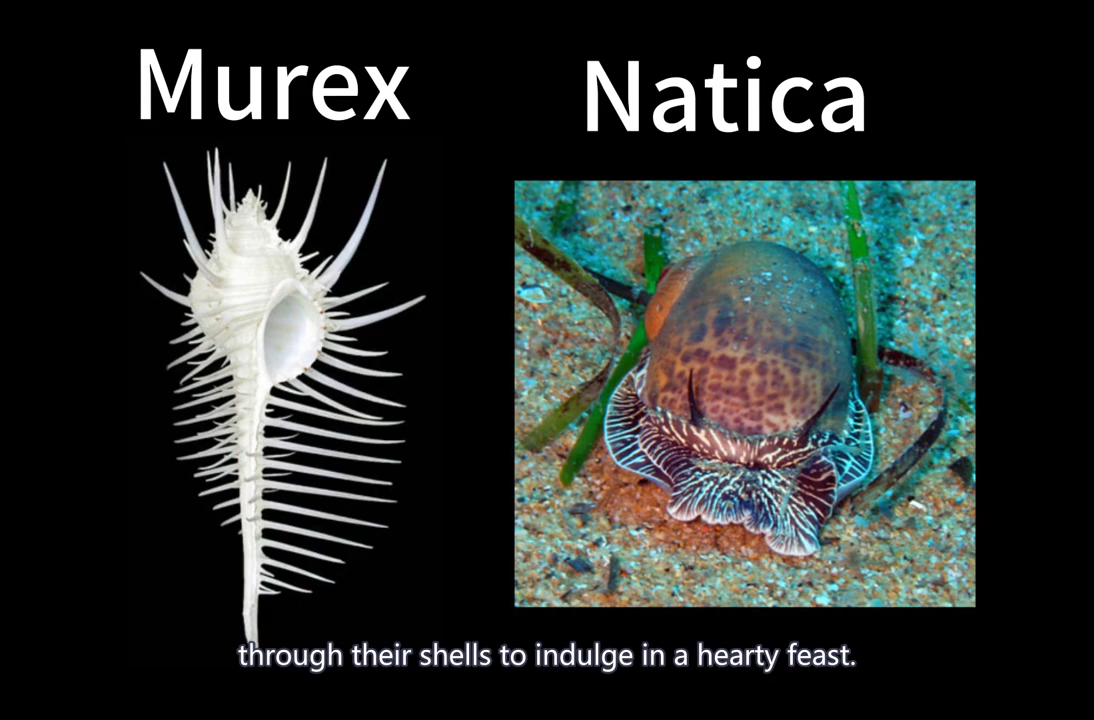 Murex
Natica
through their shells to indulge in a hearty feast.